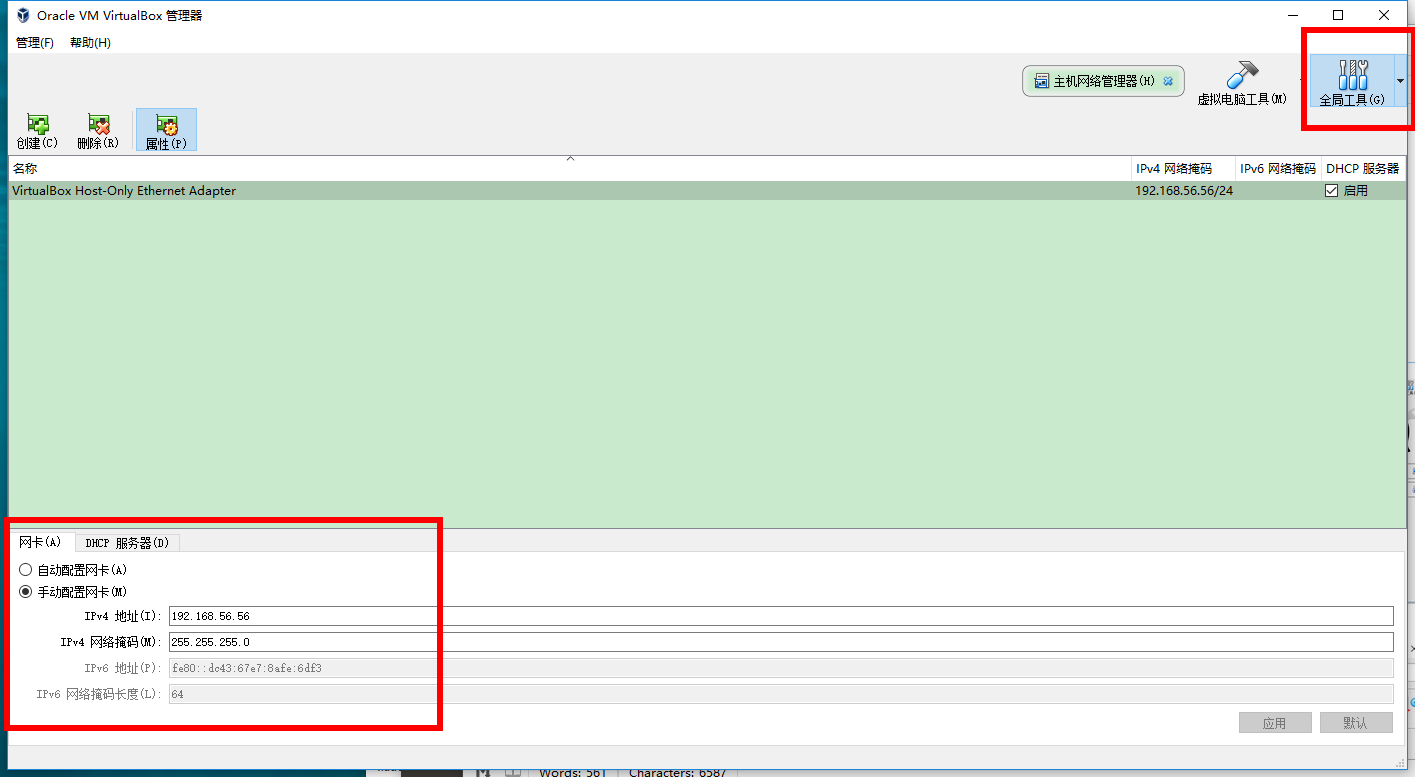 Oracle VM VirtualBox 管理器
管理(F) 帮助(H)
主机网络管理器(H)
虚拟电脑工具(M)
全局工具(G)
创建(C) 删除(R) 属性(P)
名称 IPv4 网络掩码 IPv6 网络掩码 DHCP 服务器
VirtualBox Host-Only Ethernet Adapter 192.168.56.56/24 启用
网卡(A) DHCP 服务器(D)
自动配置网卡(A)
手动配置网卡(M)
IPv4 地址(I): 192.168.56.56
IPv4 网络掩码(M): 255.255.255.0
IPv6 地址(P): fe80::dc43:67e7:8afe:6df3
IPv6 网络掩码长度(L): 64
应用 默认
Words: 561 Characters: 6587